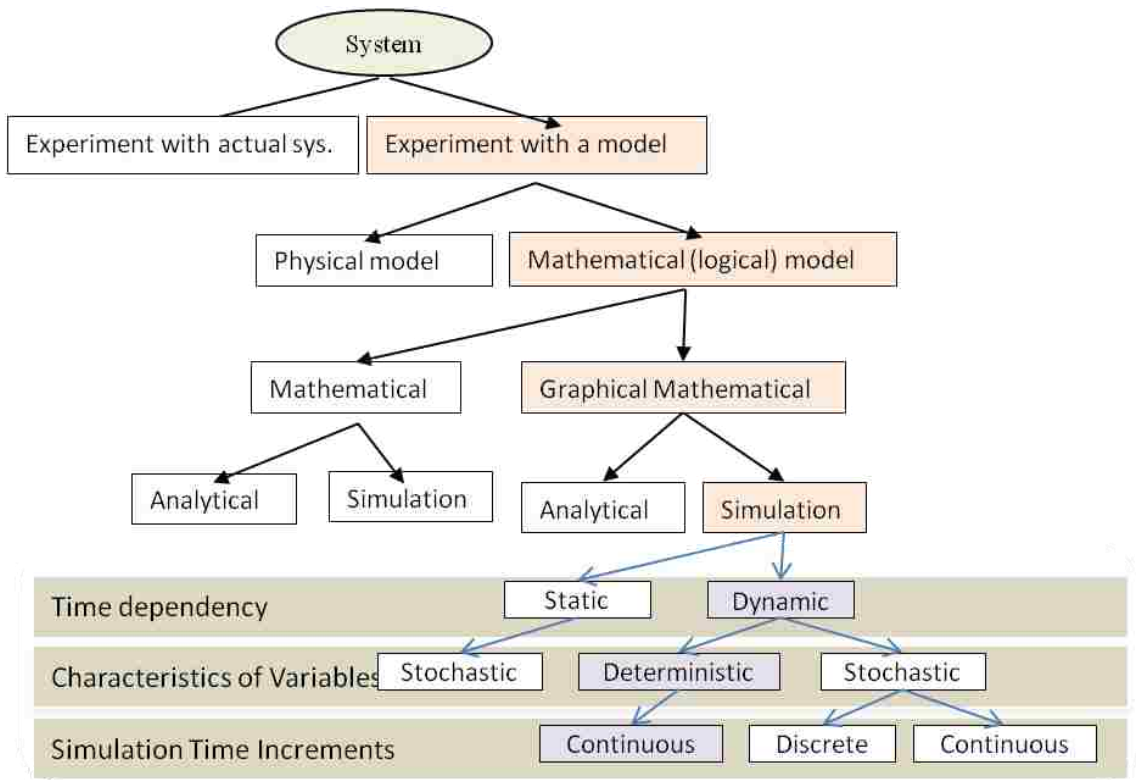 System
Experiment with actual sys.
Experiment with a model
Physical model
Mathematical (logical) model
Mathematical
Graphical Mathematical
Analytical
Simulation
Analytical
Simulation
Time dependency
Static
Dynamic
Characteristics of Variables
Stochastic
Deterministic
Stochastic
Simulation Time Increments
Continuous
Discrete
Continuous